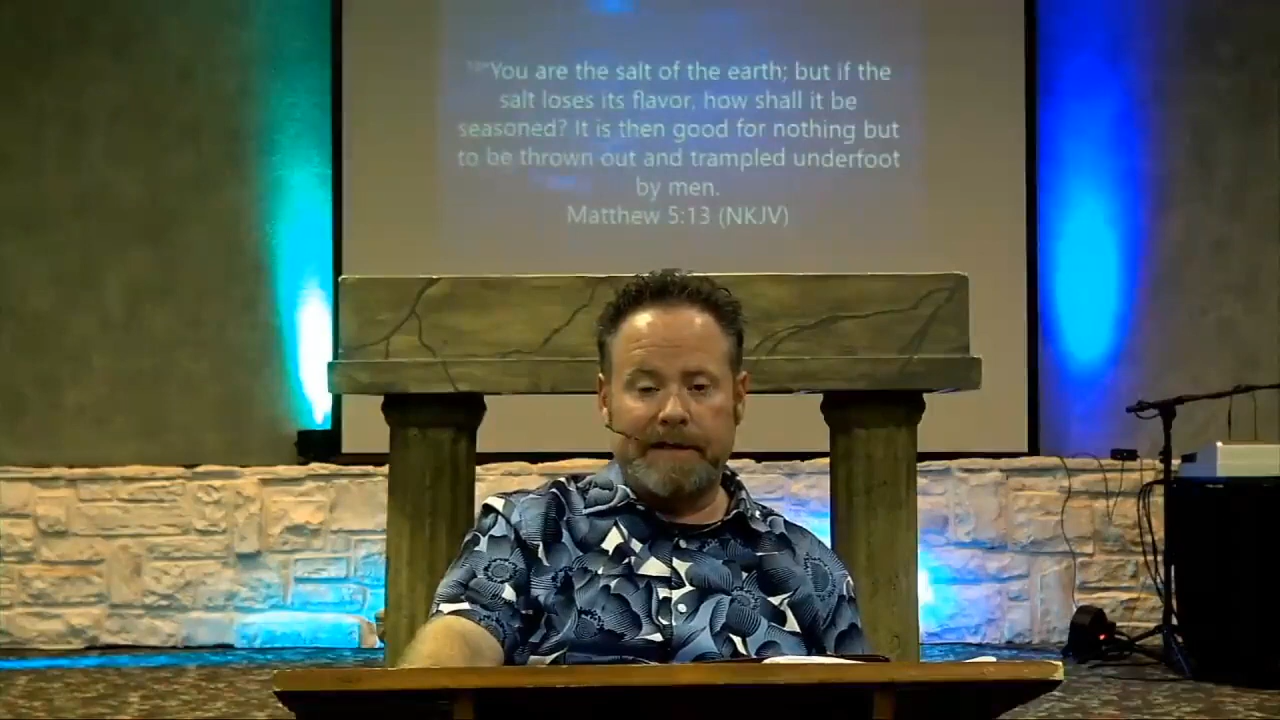 "You are the salt of the earth; but if the
salt loses its flavor, how shall it be
seasoned? It is then good for nothing but
to be thrown out and trampled underfoot
by men.
Matthew 5:13 (NKJV)